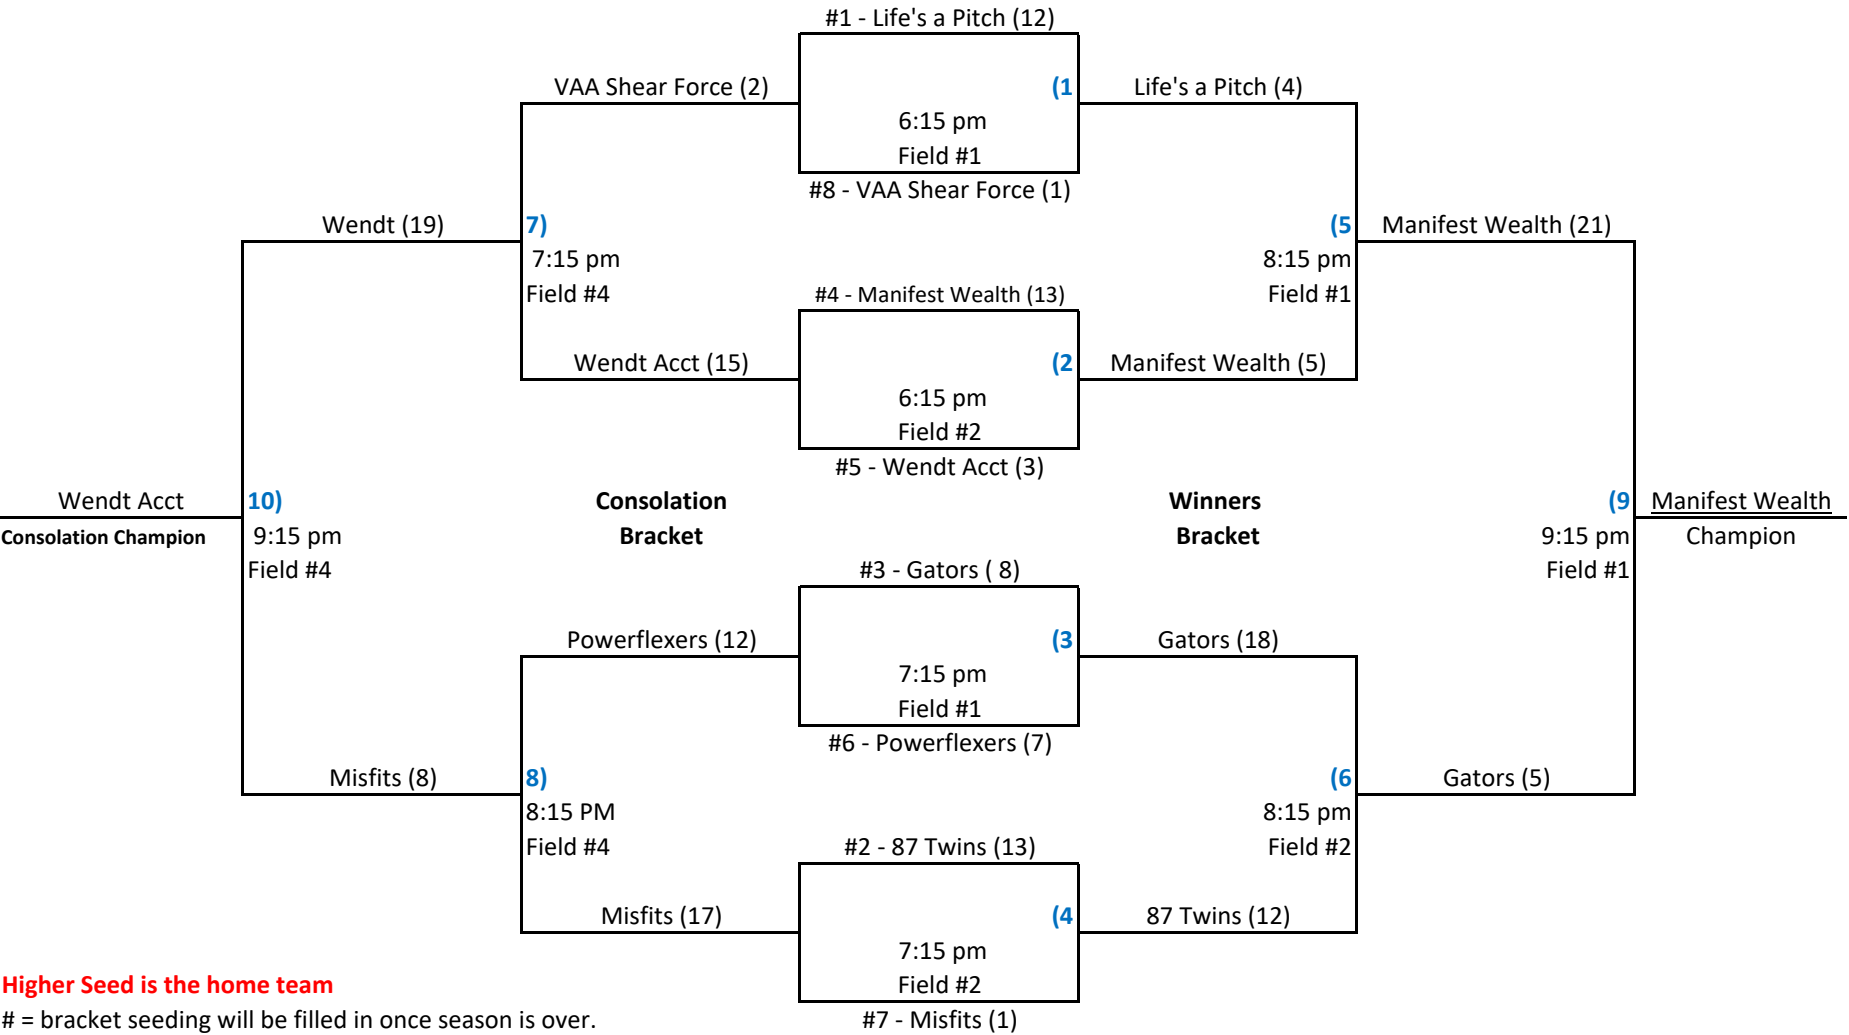 #1 - Life's a Pitch (12)
VAA Shear Force (2)
(1
Life's a Pitch (4)
6:15 pm
Field #1
#8 - VAA Shear Force (1)
Wendt (19)
7)
(5
Manifest Wealth (21)
7:15 pm
8:15 pm
Field #4
#4 - Manifest Wealth (13)
Field #1
Wendt Acct (15)
(2
Manifest Wealth (5)
6:15 pm
Field #2
#5 - Wendt Acct (3)
Wendt Acct
10)
Consolation
Winners
(9
Manifest Wealth
Consolation Champion
9:15 pm
Bracket
Bracket
9:15 pm
Champion
Field #4
#3 - Gators ( 8)
Field #1
Powerflexers (12)
(3
Gators (18)
7:15 pm
Field #1
#6 - Powerflexers (7)
Misfits (8)
8)
(6
Gators (5)
8:15 PM
8:15 pm
Field #4
#2 - 87 Twins (13)
Field #2
Misfits (17)
(4
87 Twins (12)
7:15 pm
Higher Seed is the home team
Field #2
# = bracket seeding will be filled in once season is over.
#7 - Misfits (1)